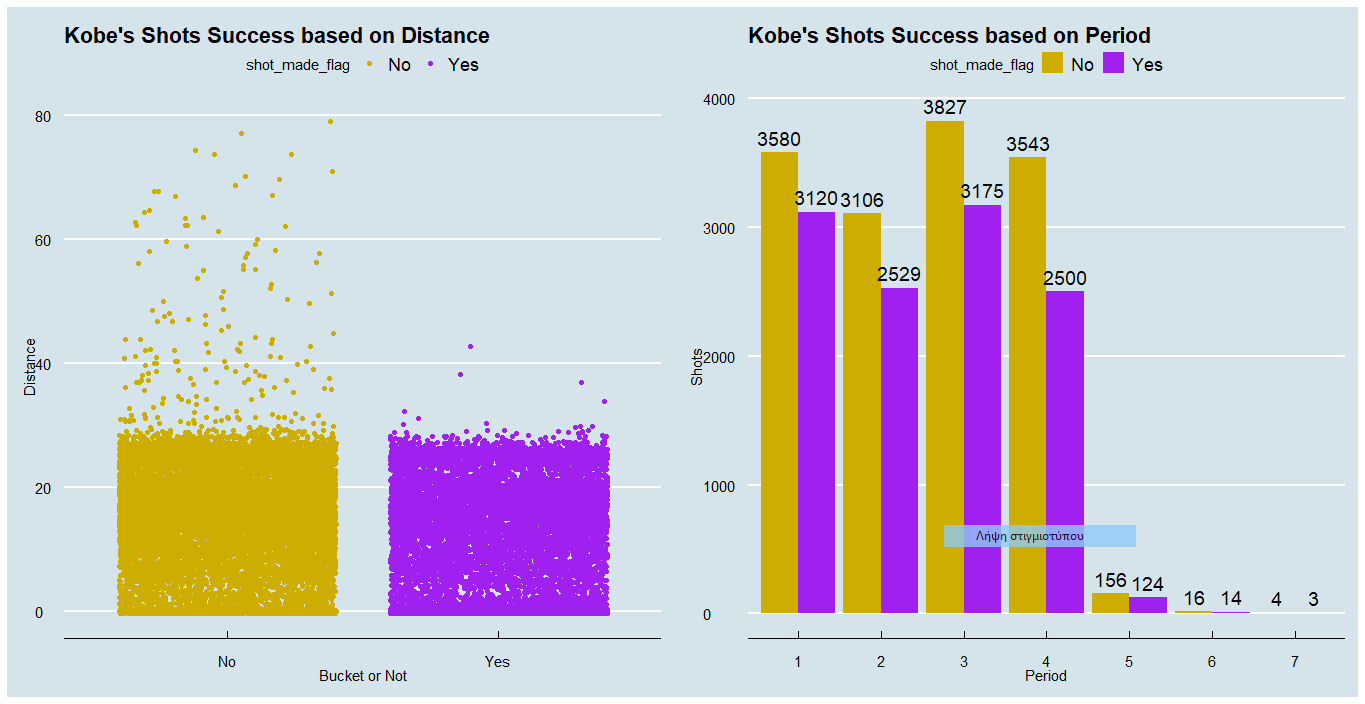 Kobe's Shots Success based on Distance
shot_made_flag No Yes
80
60
40
20
0
Distance
No Yes
Bucket or Not
Kobe's Shots Success based on Period
shot_made_flag No Yes
4000
3000
2000
1000
0
Shots
3580 3120 3106 2529 3827 3175 3543 2500 156 124 16 14 4 3
Λήψη στιγμιοτύπου
1 2 3 4 5 6 7
Period